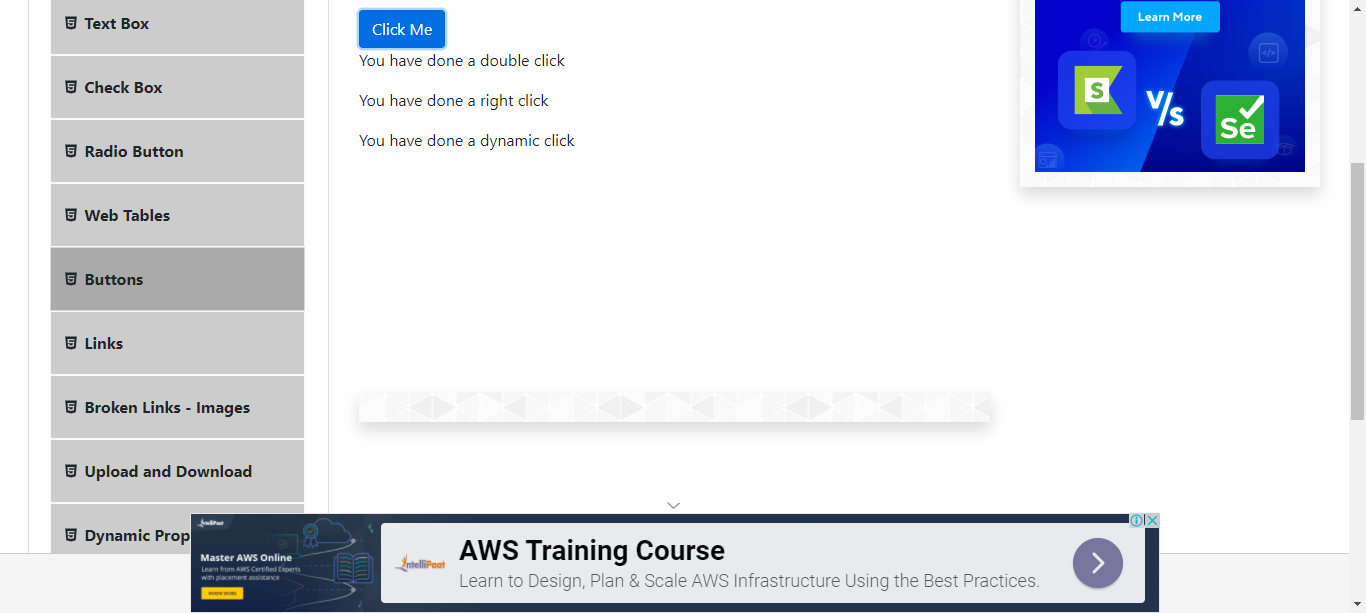 Text Box
Check Box
Radio Button
Web Tables
Buttons
Links
Broken Links - Images
Upload and Download
Dynamic Prop
Click Me
You have done a double click
You have done a right click
You have done a dynamic click
Learn More
S
V/s
Se
IntelliPaat
Master AWS Online
Learn from AWS Certified Experts
with placement assistance
KNOW MORE
IntelliPaat
AWS Training Course
Learn to Design, Plan & Scale AWS Infrastructure Using the Best Practices.